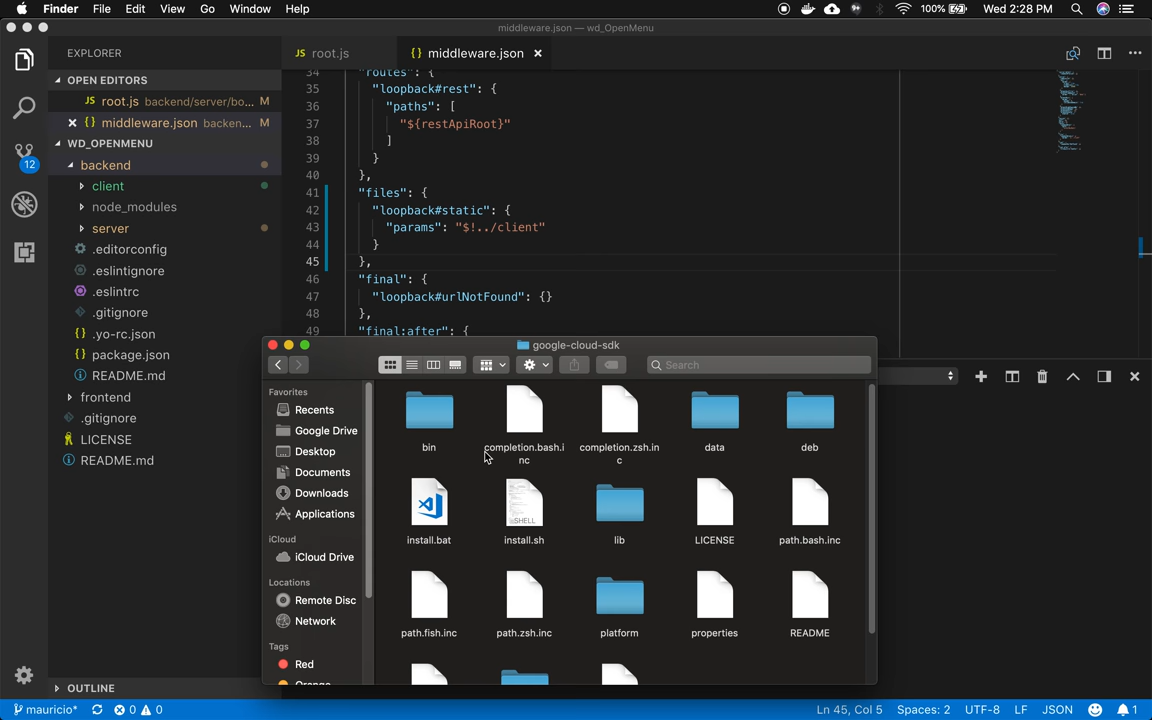 Finder File Edit View Go Window Help 100% Wed 2:28 PM
middleware.json — wd_OpenMenu
EXPLORER
JS root.js
{} middleware.json
OPEN EDITORS
JS root.js backend/server/bo... M
{} middleware.json backen... M
WD_OPENMENU
backend
client
node_modules
server
.editorconfig
.eslintignore
.eslintrc
.gitignore
{} .yo-rc.json
{} package.json
README.md
frontend
.gitignore
LICENSE
README.md
OUTLINE
12
34 "routes": {
35 "loopback#rest": {
36 "paths": [
37 "${restApiRoot}"
38 ]
39 }
40 },
41 "files": {
42 "loopback#static": {
43 "params": "$!../client"
44 }
45 },
46 "final": {
47 "loopback#urlNotFound": {}
48 },
49 "final:after": {
google-cloud-sdk
Search
Favorites
Recents
Google Drive
Desktop
Documents
Downloads
Applications
iCloud
iCloud Drive
Locations
Remote Disc
Network
Tags
Red
Orange
bin
completion.bash.i
nc
completion.zsh.in
c
data
deb
install.bat
SHELL
install.sh
lib
LICENSE
path.bash.inc
path.fish.inc
path.zsh.inc
platform
properties
README
mauricio* 0 0 Ln 45, Col 5 Spaces: 2 UTF-8 LF JSON 1